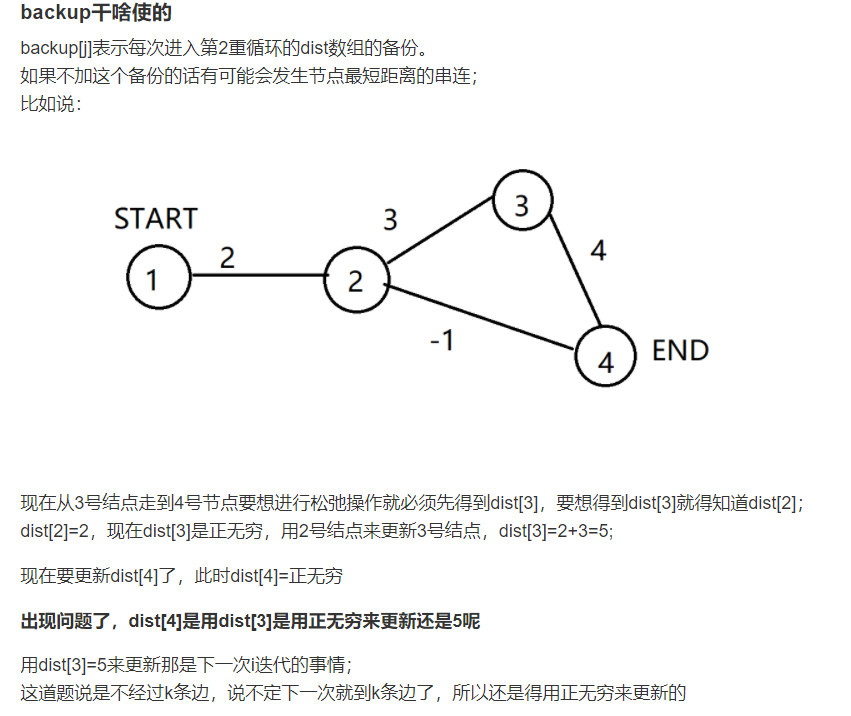 backup干啥使的
backup[j]表示每次进入第2重循环的dist数组的备份。
如果不加这个备份的话有可能会发生节点最短距离的串连；
比如说：
START
3
3
2
4
1
2
-1
4
END
现在从3号结点走到4号节点要想进行松弛操作就必须先得到dist[3]，要想得到dist[3]就得知道dist[2]；
dist[2]=2，现在dist[3]是正无穷，用2号结点来更新3号结点，dist[3]=2+3=5;
现在要更新dist[4]了，此时dist[4]=正无穷
出现问题了，dist[4]是用dist[3]是用正无穷来更新还是5呢
用dist[3]=5来更新那是下一次i迭代的事情；
这道题说是不经过k条边，说不定下一次就到k条边了，所以还是得用正无穷来更新的